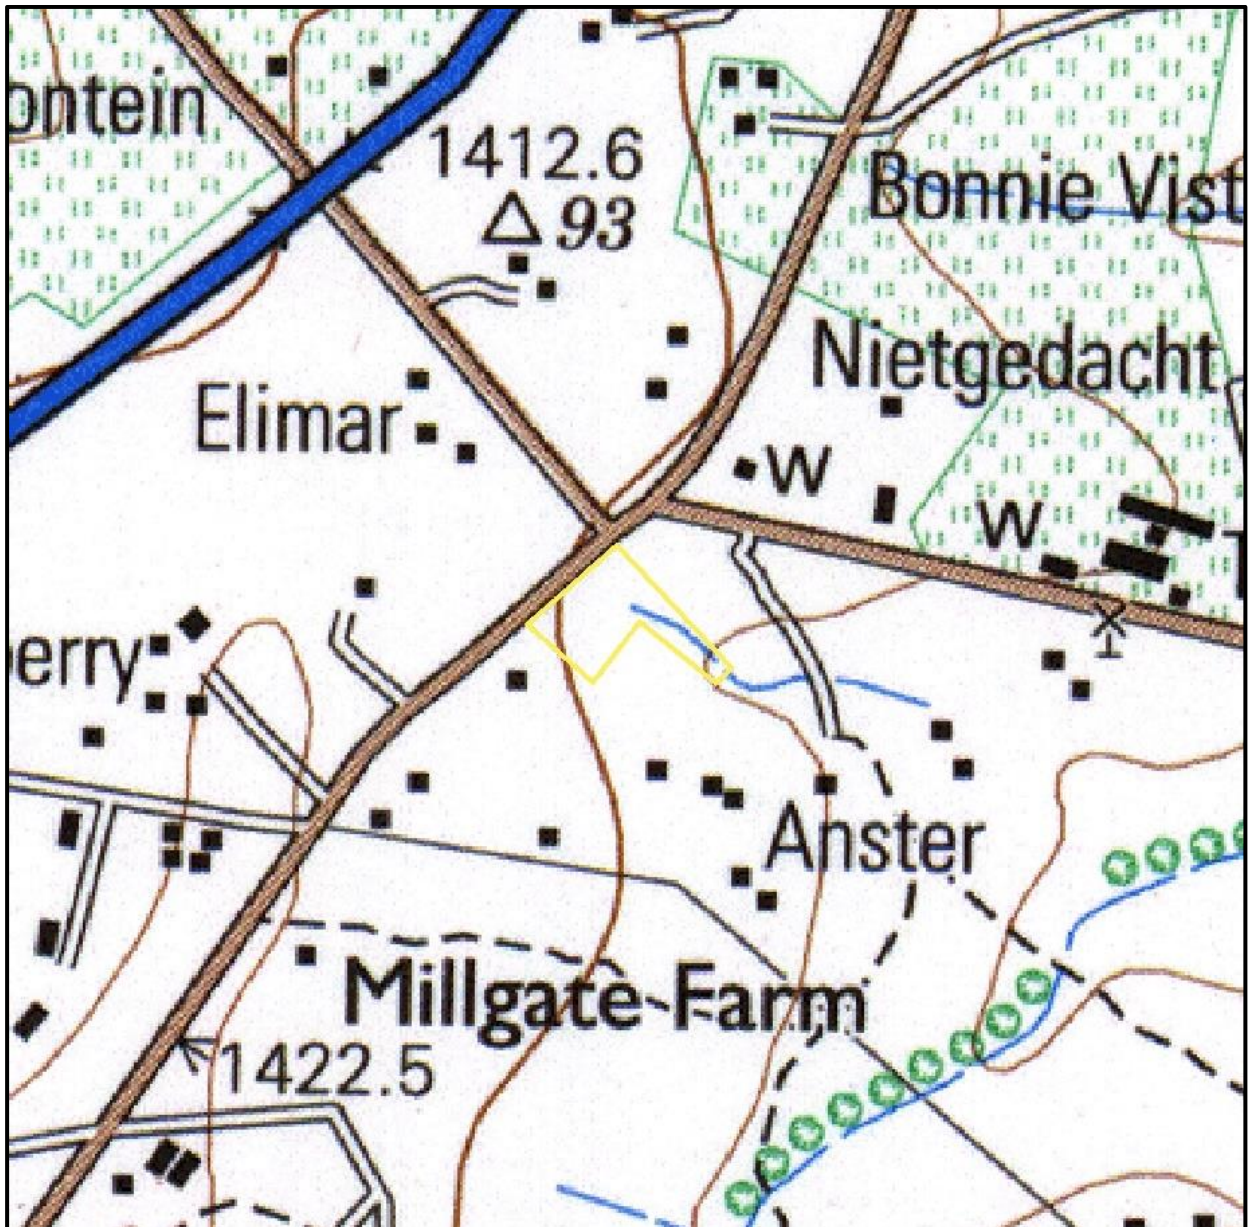 ontein
1412.6
93
Bonnie Vist
Nietgedacht
Elimar
W
W
erry
Anster
Millgate Farm
1422.5